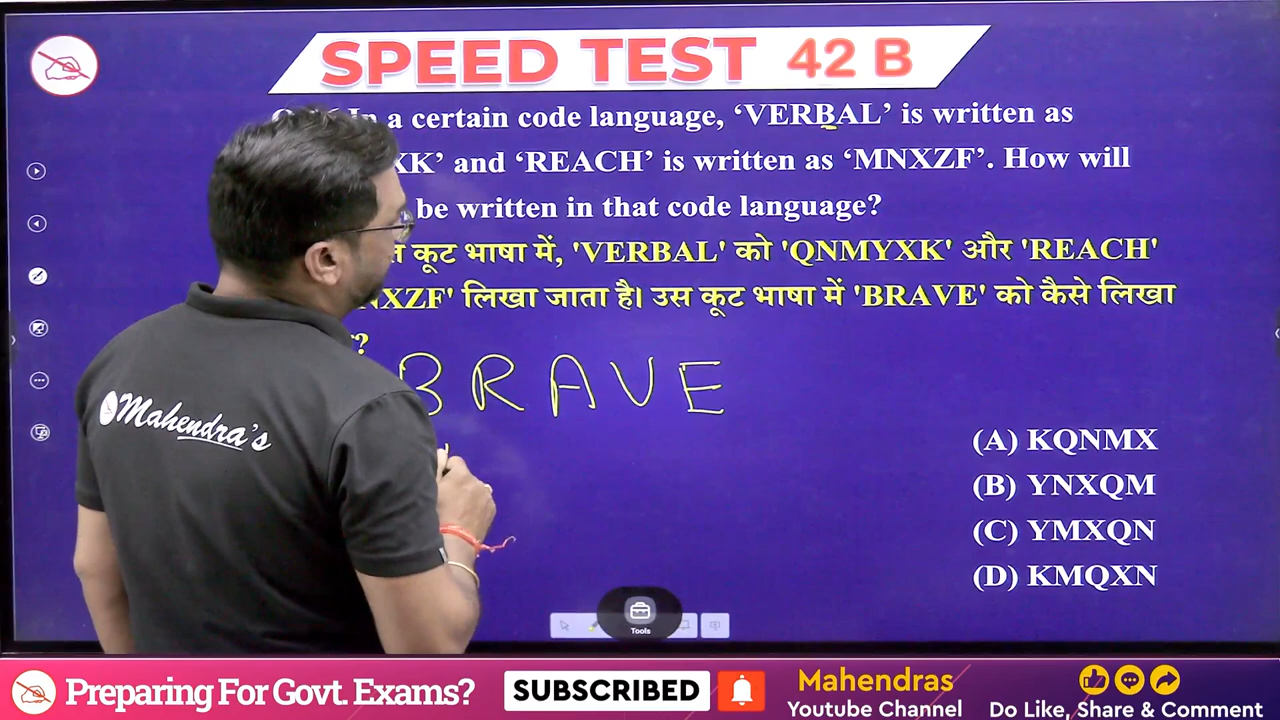 SPEED TEST 42 B
In a certain code language, ‘VERBAL’ is written as
XK’ and ‘REACH’ is written as ‘MNXZF’. How will
be written in that code language?
कूट भाषा में, 'VERBAL' को 'QNMYXK' और 'REACH'
NXZF' लिखा जाता है। उस कूट भाषा में 'BRAVE' को कैसे लिखा
?
BRAVE
(A) KQNMX
(B) YNXQM
(C) YMXQN
(D) KMQXN
Mahendra's
Tools
Preparing For Govt. Exams?
SUBSCRIBED
Mahendras
Youtube Channel
Do Like, Share & Comment